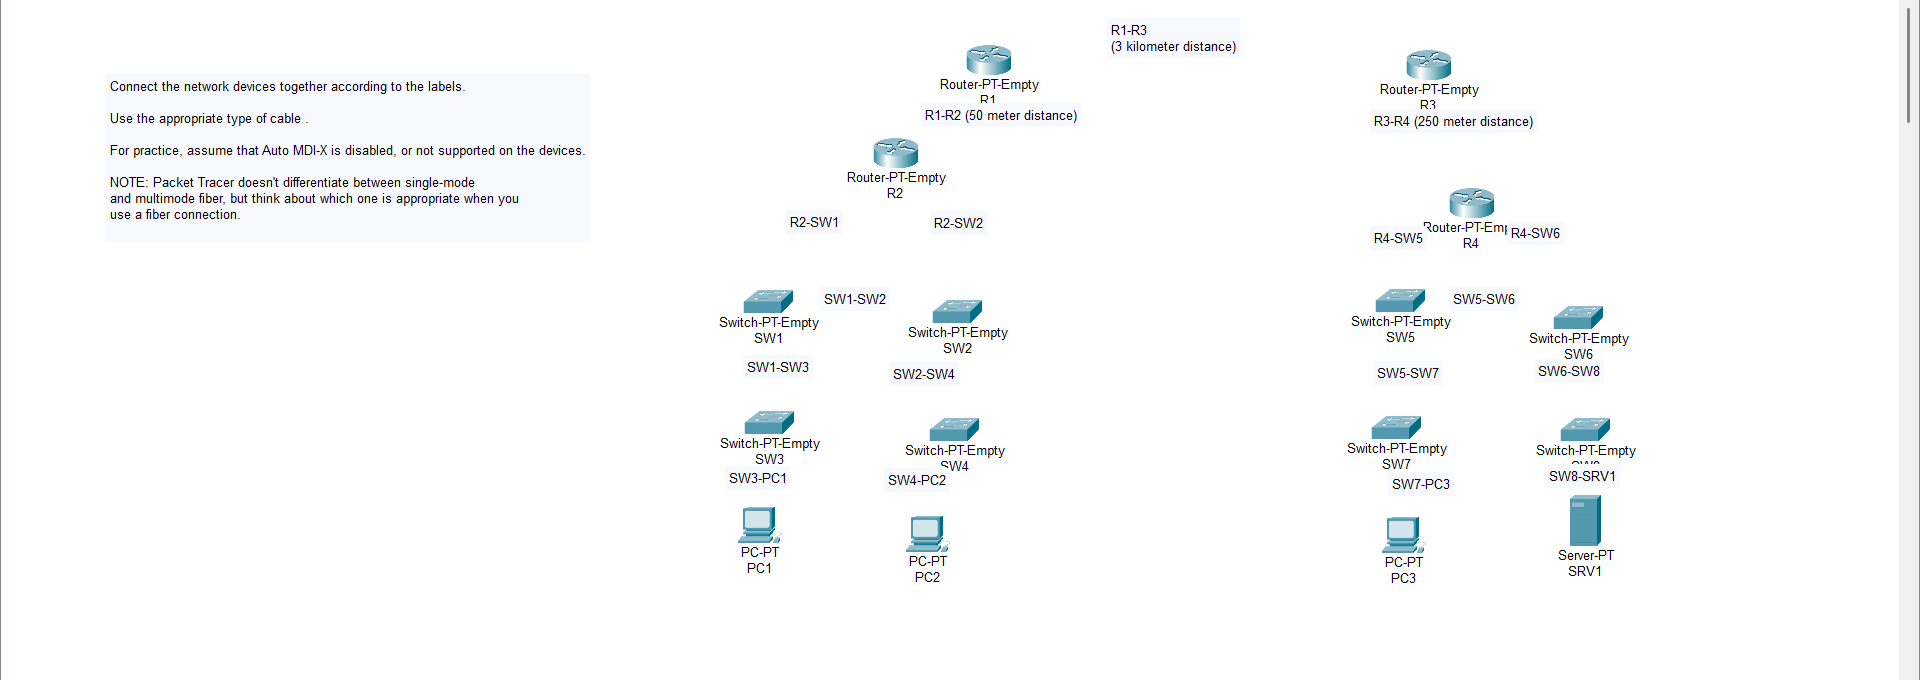 R1-R3
(3 kilometer distance)
Connect the network devices together according to the labels.
Use the appropriate type of cable .
For practice, assume that Auto MDI-X is disabled, or not supported on the devices.
NOTE: Packet Tracer doesn't differentiate between single-mode
and multimode fiber, but think about which one is appropriate when you
use a fiber connection.
Router-PT-Empty
R1
R1-R2 (50 meter distance)
Router-PT-Empty
R3
R3-R4 (250 meter distance)
Router-PT-Empty
R2
R2-SW1
R2-SW2
Router-PT-Emp
R4
R4-SW5
R4-SW6
Switch-PT-Empty
SW1
SW1-SW2
Switch-PT-Empty
SW2
Switch-PT-Empty
SW5
SW5-SW6
Switch-PT-Empty
SW6
SW1-SW3
SW2-SW4
SW5-SW7
SW6-SW8
Switch-PT-Empty
SW3
SW3-PC1
Switch-PT-Empty
SW4
SW4-PC2
Switch-PT-Empty
SW7
SW7-PC3
Switch-PT-Empty
SW8-SRV1
PC-PT
PC1
PC-PT
PC2
PC-PT
PC3
Server-PT
SRV1